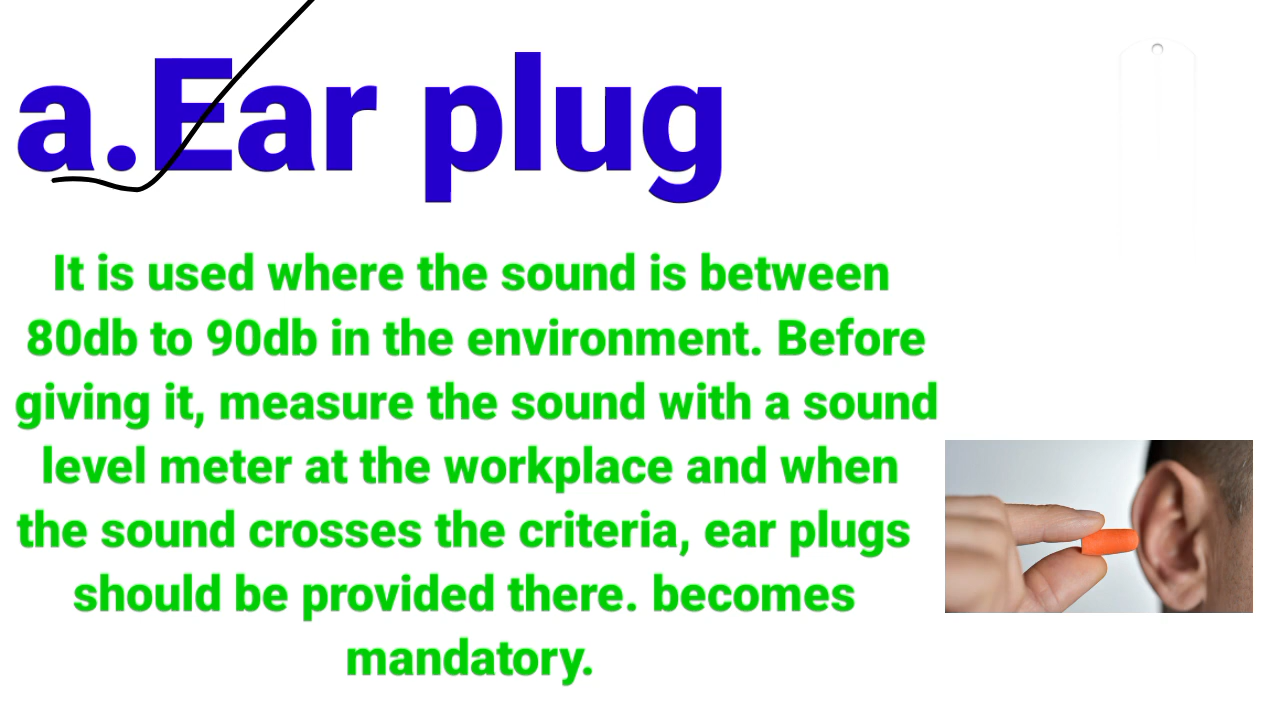 a.Ear plug
It is used where the sound is between
80db to 90db in the environment. Before
giving it, measure the sound with a sound
level meter at the workplace and when
the sound crosses the criteria, ear plugs
should be provided there. becomes
mandatory.